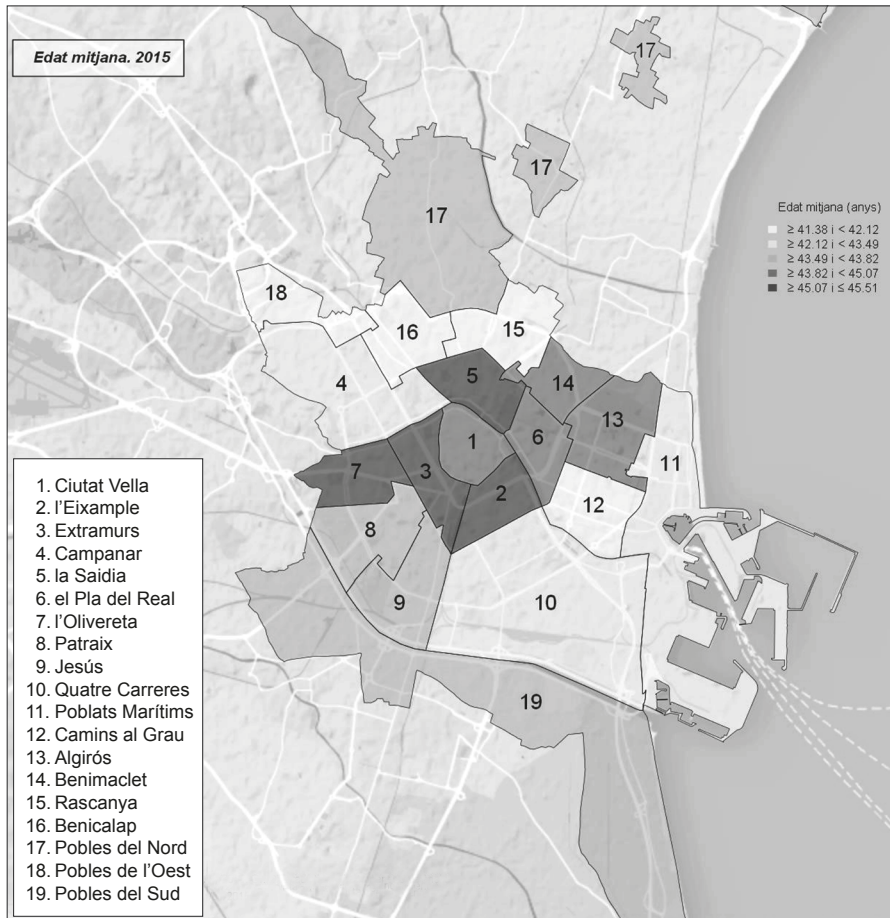 Edat mitjana. 2015
17
17
17
Edat mitjana (anys)
≥ 41.38 i < 42.12
≥ 42.12 i < 43.49
≥ 43.49 i < 43.82
≥ 43.82 i < 45.07
≥ 45.07 i ≤ 45.51
18
16
15
4
5
14
13
1
6
11
7
3
2
12
8
9
10
19
1. Ciutat Vella
2. l'Eixample
3. Extramurs
4. Campanar
5. la Saidia
6. el Pla del Real
7. l'Olivereta
8. Patraix
9. Jesús
10. Quatre Carreres
11. Poblats Marítims
12. Camins al Grau
13. Algirós
14. Benimaclet
15. Rascanya
16. Benicalap
17. Pobles del Nord
18. Pobles de l'Oest
19. Pobles del Sud